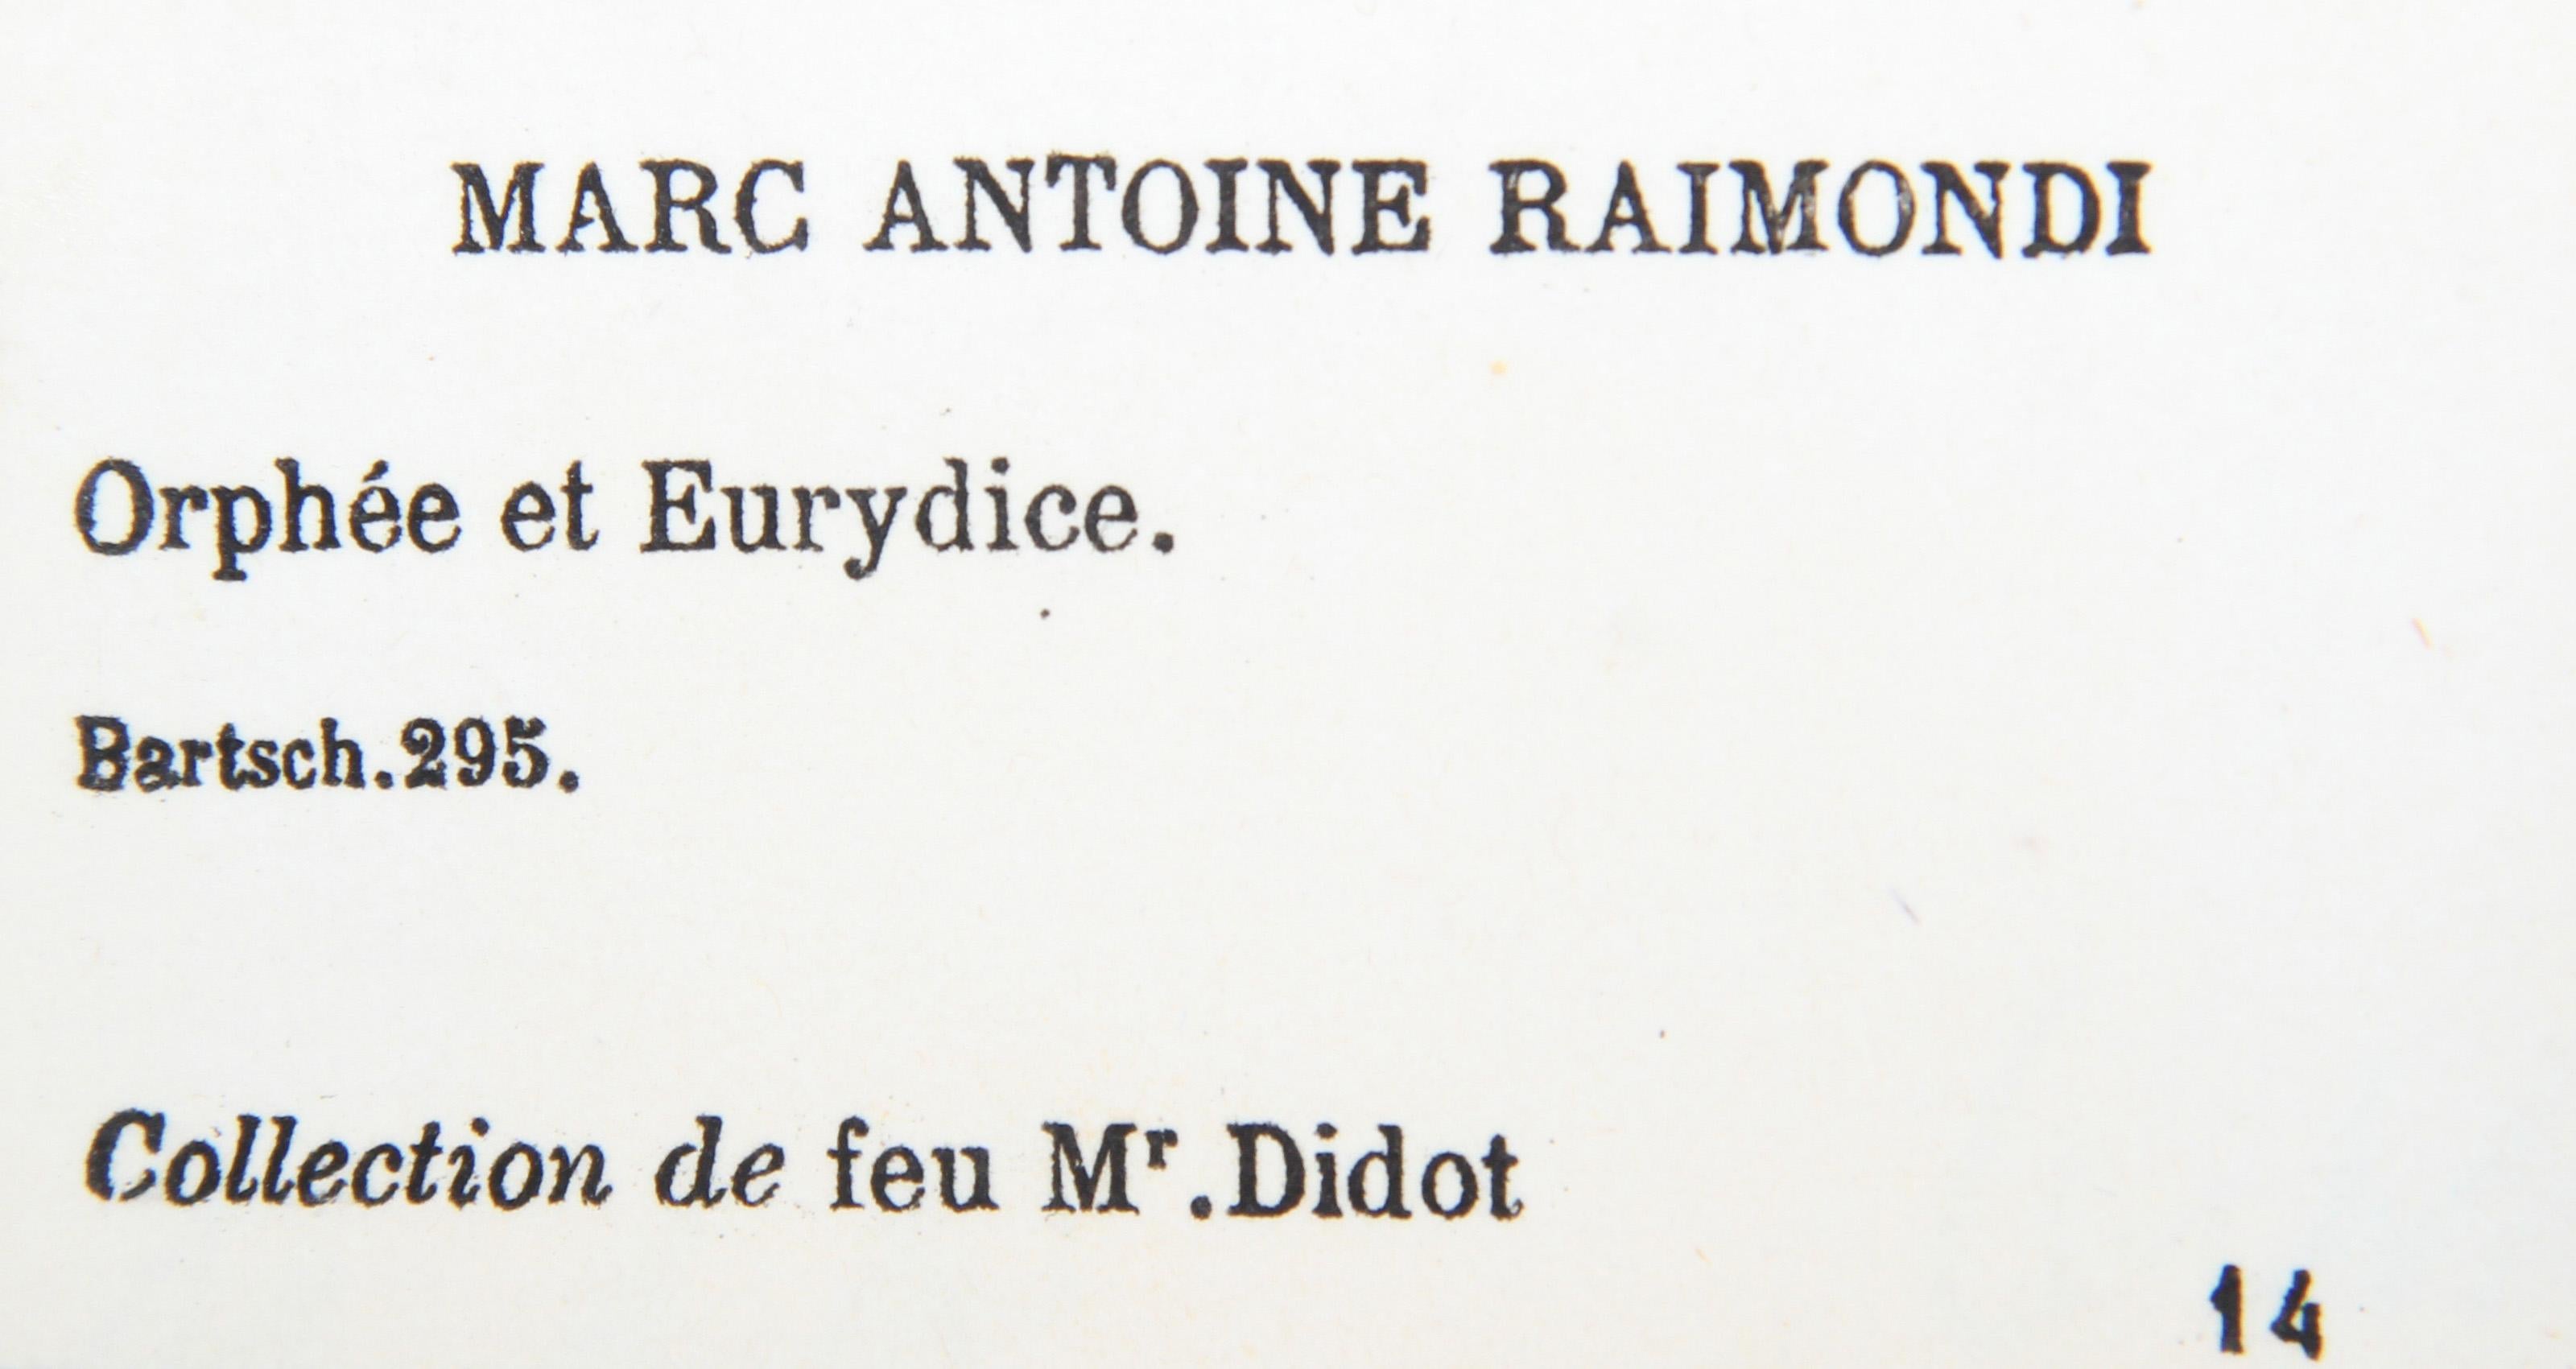 MARC ANTOINE RAIMONDI
Orphée et Eurydice.
Bartsch.295.
Collection de feu Mʳ.Didot
14